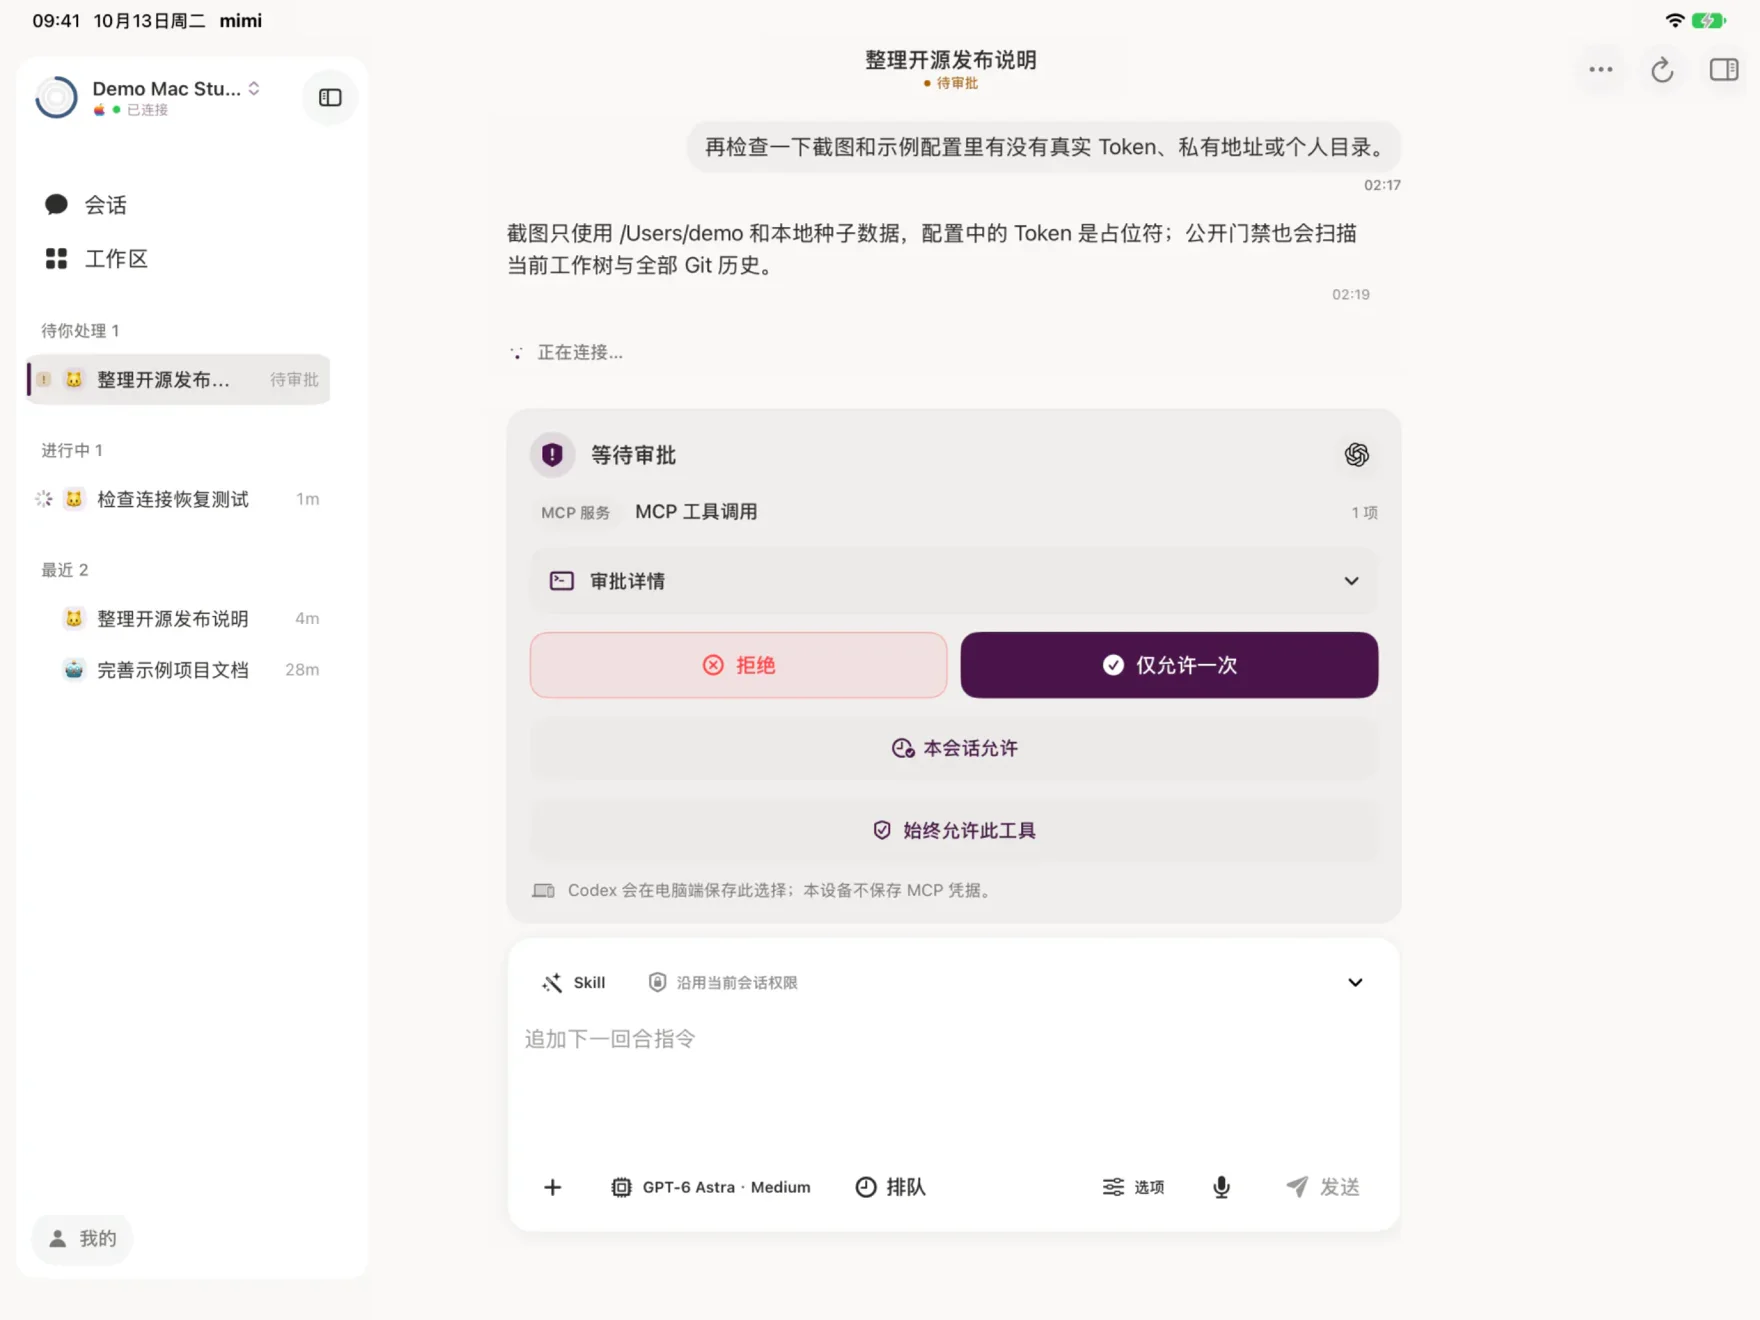 09:41 10月13日周二 mimi
Demo Mac Stu...
已连接
会话
工作区
待你处理 1
整理开源发布... 待审批
进行中 1
检查连接恢复测试 1m
最近 2
整理开源发布说明 4m
完善示例项目文档 28m
我的
整理开源发布说明
待审批
再检查一下截图和示例配置里有没有真实 Token、私有地址或个人目录。
02:17
截图只使用 /Users/demo 和本地种子数据，配置中的 Token 是占位符；公开门禁也会扫描
当前工作树与全部 Git 历史。
02:19
正在连接...
等待审批
MCP 服务 MCP 工具调用 1 项
审批详情
拒绝 仅允许一次
本会话允许
始终允许此工具
Codex 会在电脑端保存此选择；本设备不保存 MCP 凭据。
Skill 沿用当前会话权限
追加下一回合指令
GPT-6 Astra · Medium 排队 选项 发送